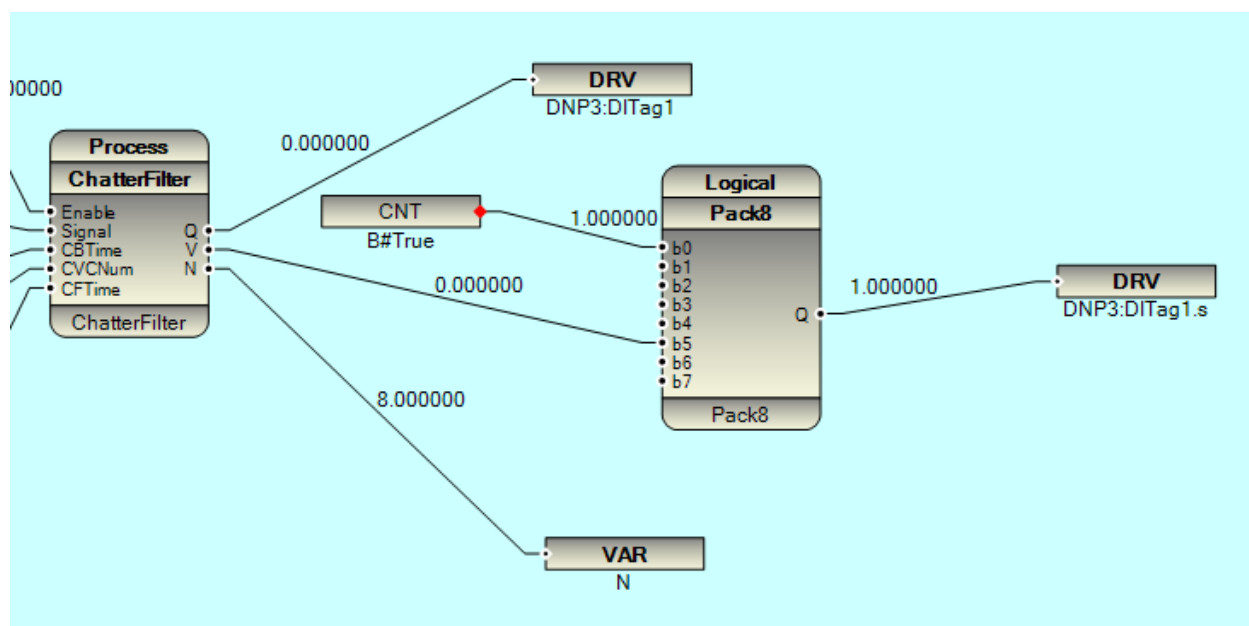 DRV
DNP3:DITag1
00000
0.000000
Process
ChatterFilter
Enable
Signal
CBTime
CVCNum
CFTime
Q
V
N
ChatterFilter
CNT
B#True
1.000000
0.000000
8.000000
Logical
Pack8
b0
b1
b2
b3
b4
b5
b6
b7
Q
Pack8
1.000000
DRV
DNP3:DITag1.s
VAR
N